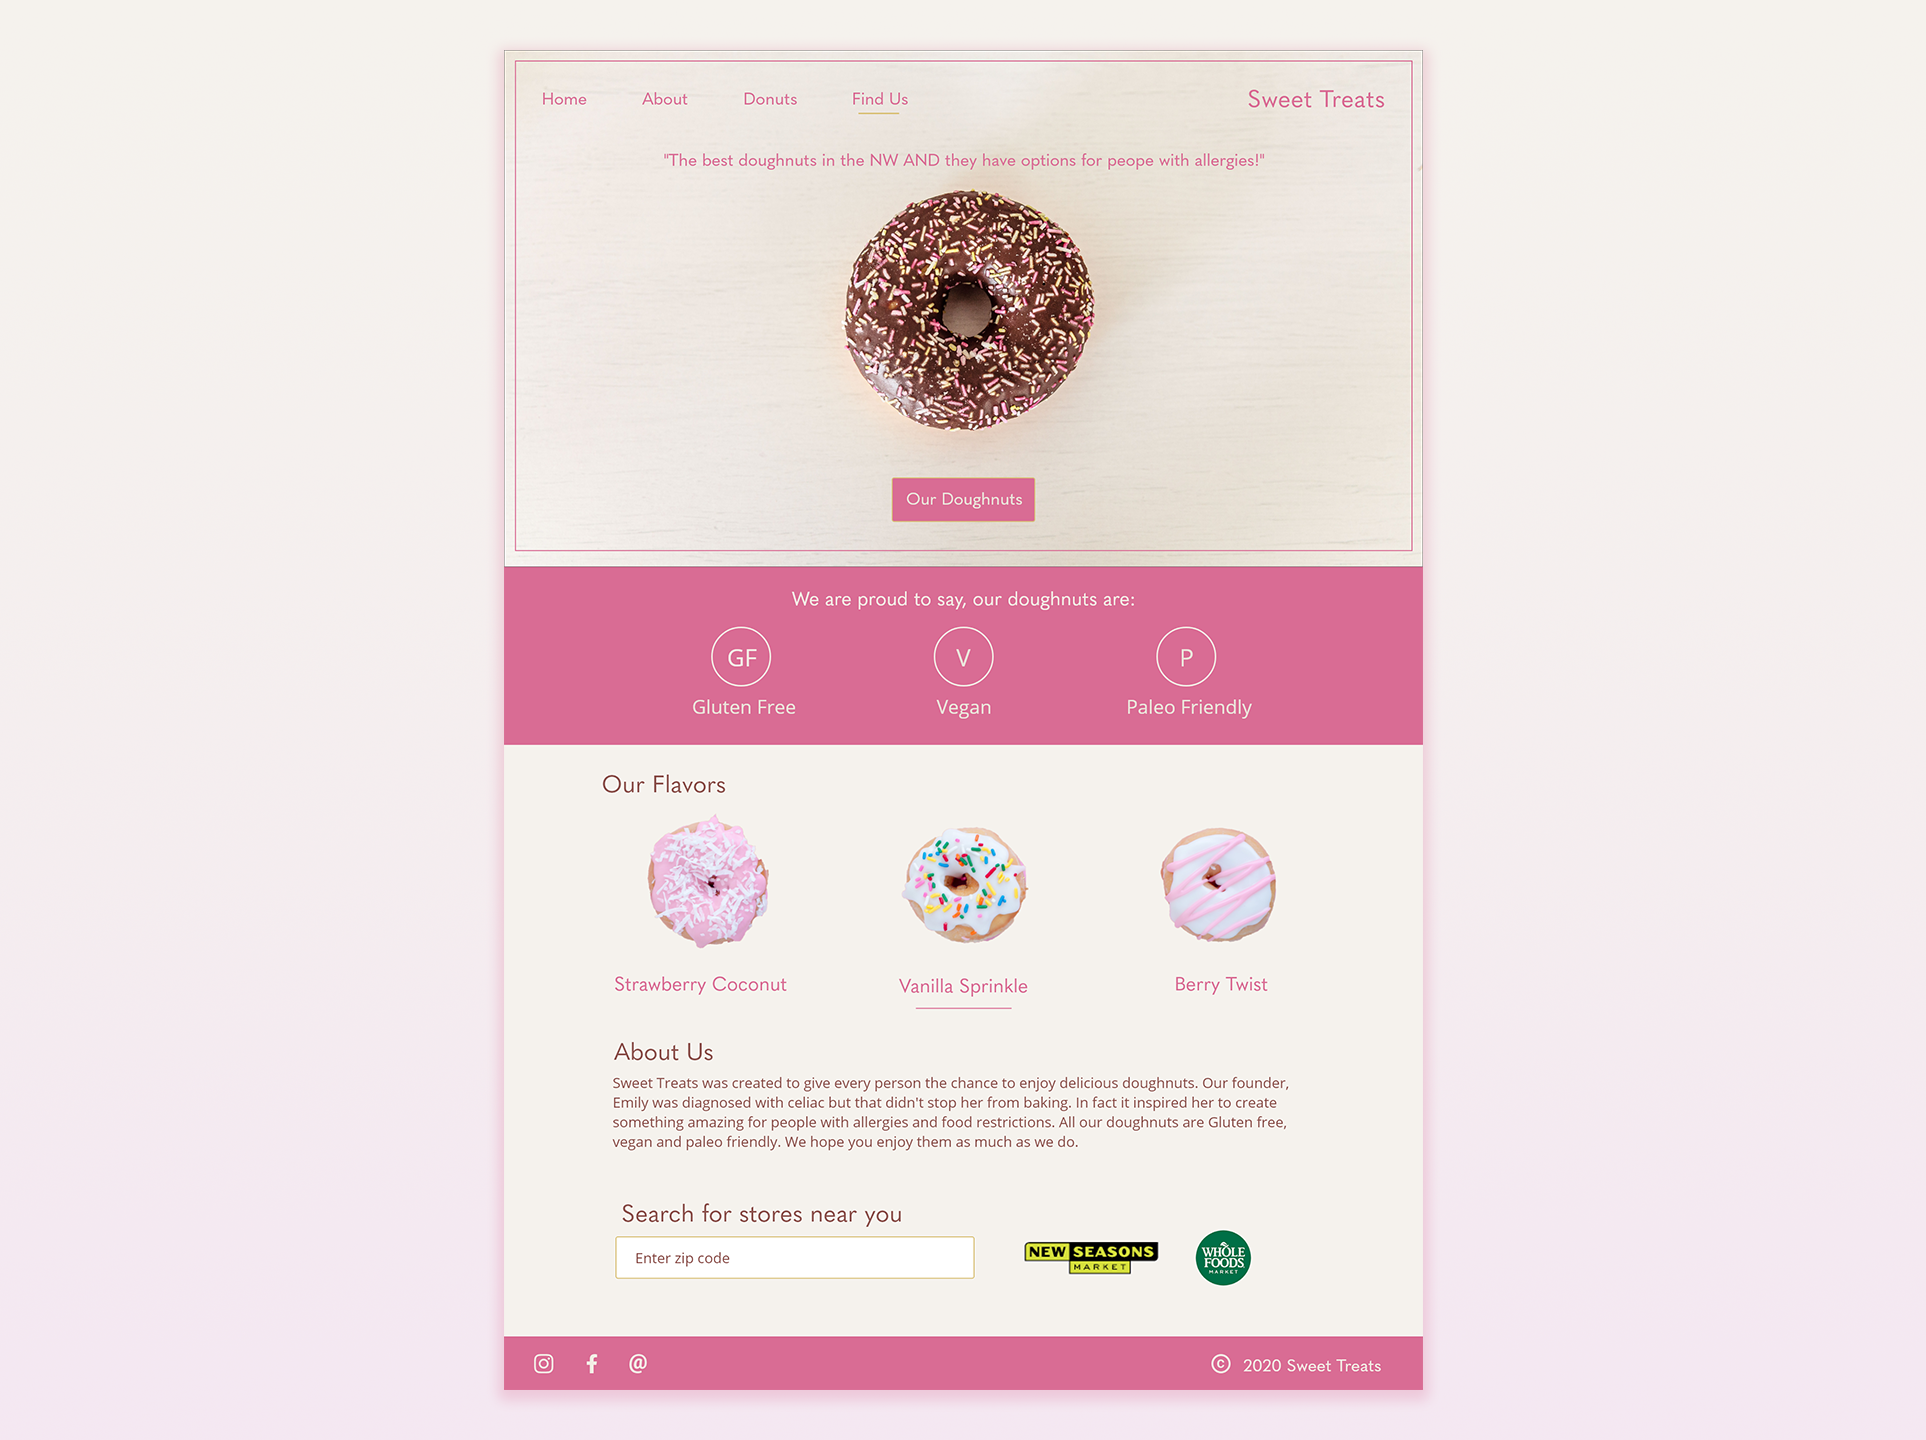 Home About Donuts Find Us Sweet Treats
"The best doughnuts in the NW AND they have options for peope with allergies!"
Our Doughnuts
We are proud to say, our doughnuts are:
GF V P
Gluten Free Vegan Paleo Friendly
Our Flavors
Strawberry Coconut Vanilla Sprinkle Berry Twist
About Us
Sweet Treats was created to give every person the chance to enjoy delicious doughnuts. Our founder,
Emily was diagnosed with celiac but that didn't stop her from baking. In fact it inspired her to create
something amazing for people with allergies and food restrictions. All our doughnuts are Gluten free,
vegan and paleo friendly. We hope you enjoy them as much as we do.
Search for stores near you
Enter zip code
NEW SEASONS
MARKET
WHOLE
FOODS
MARKET
@ © 2020 Sweet Treats